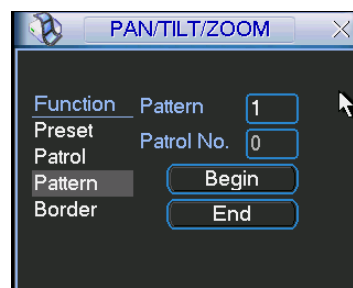 PAN/TILT/ZOOM
Function
Preset
Patrol
Pattern
Border
Pattern 1
Patrol No. 0
Begin
End